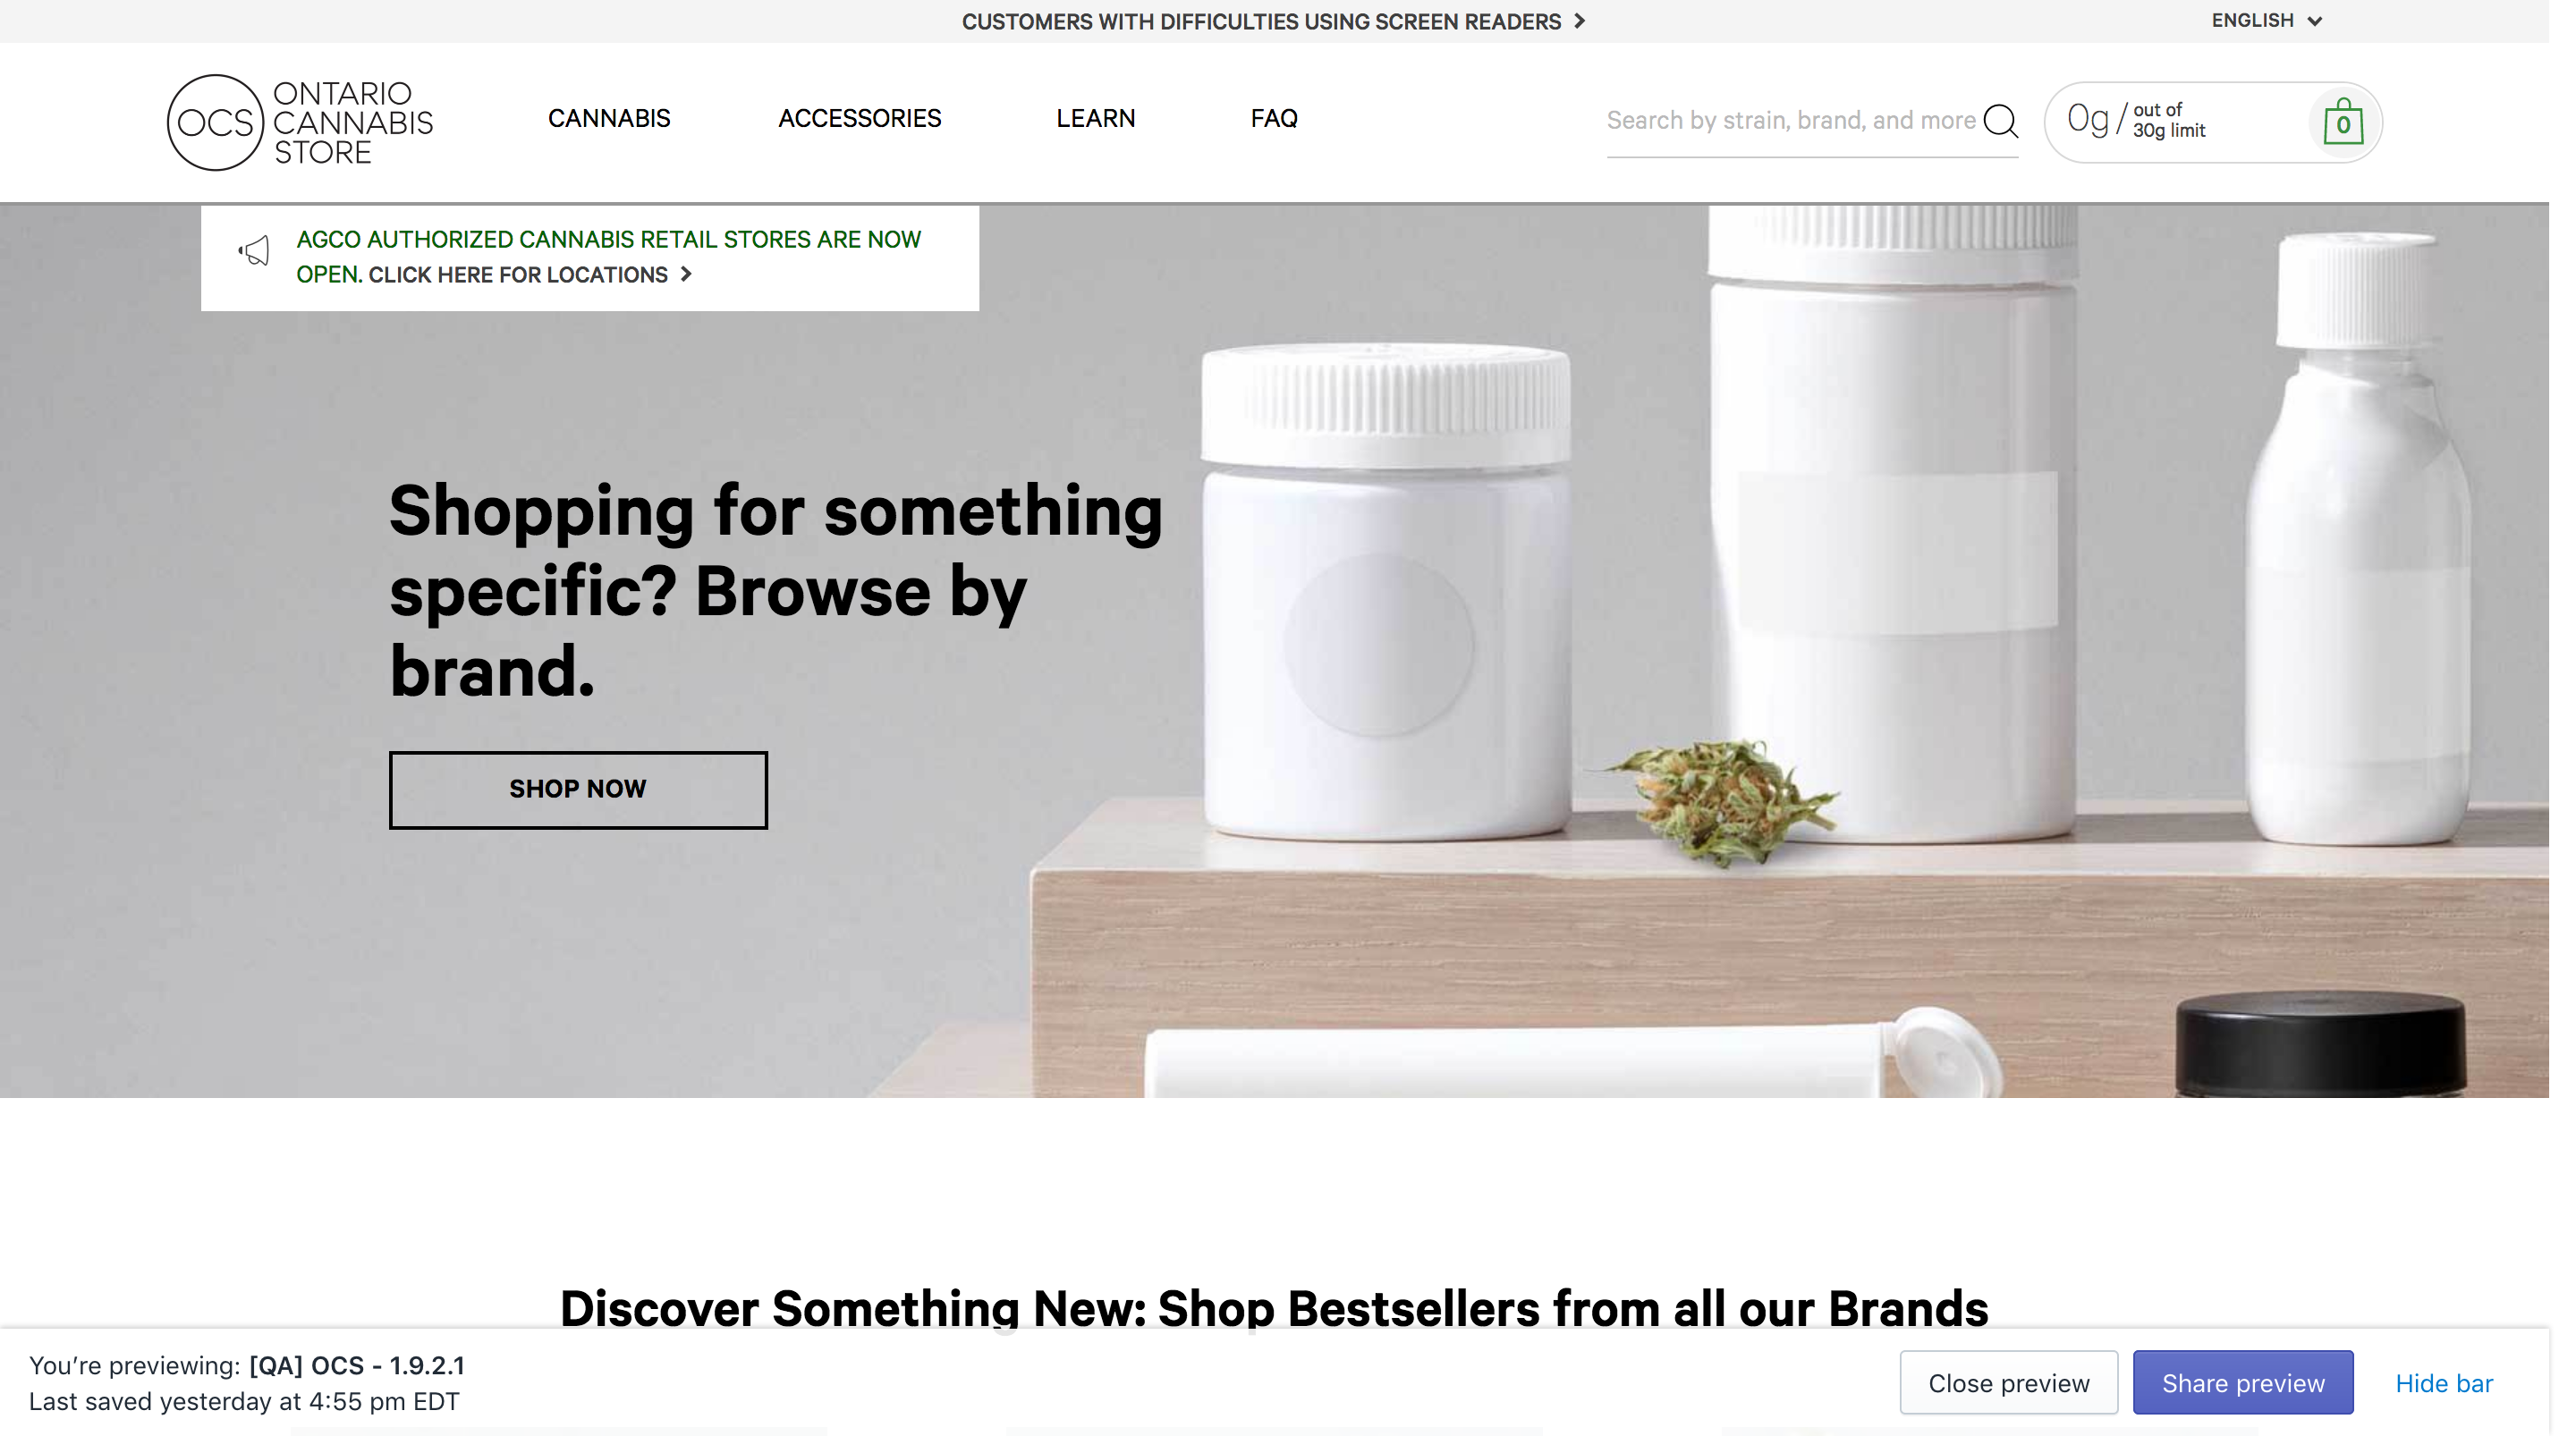 CUSTOMERS WITH DIFFICULTIES USING SCREEN READERS
ENGLISH
OCS
ONTARIO
CANNABIS
STORE
CANNABIS
ACCESSORIES
LEARN
FAQ
Search by strain, brand, and more
0g / out of
30g limit
0
AGCO AUTHORIZED CANNABIS RETAIL STORES ARE NOW
OPEN. CLICK HERE FOR LOCATIONS
Shopping for something
specific? Browse by
brand.
SHOP NOW
Discover Something New: Shop Bestsellers from all our Brands
You’re previewing: [QA] OCS - 1.9.2.1
Last saved yesterday at 4:55 pm EDT
Close preview
Share preview
Hide bar